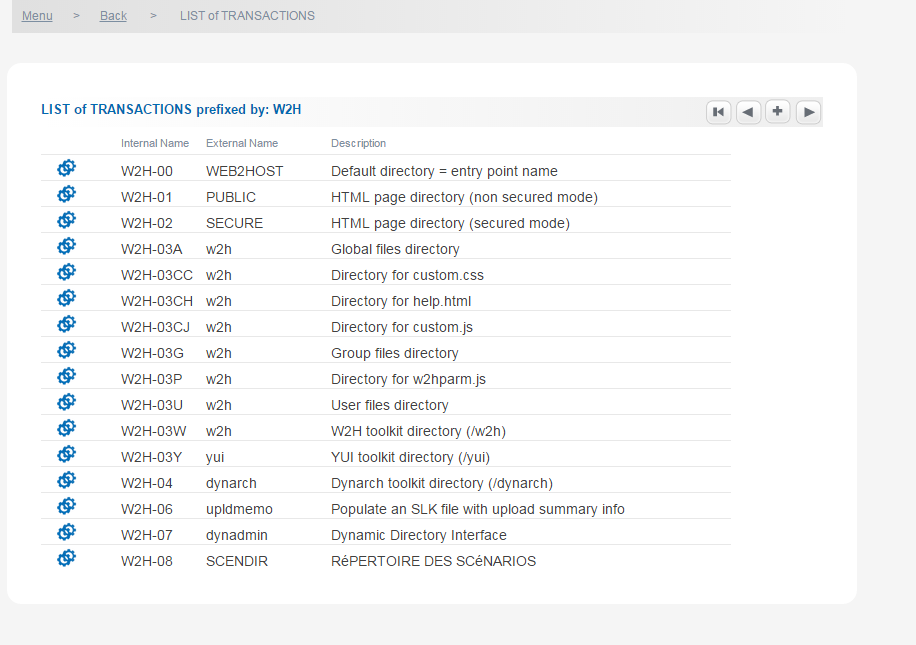 Menu > Back > LIST of TRANSACTIONS
LIST of TRANSACTIONS prefixed by: W2H
Internal Name External Name Description
W2H-00 WEB2HOST Default directory = entry point name
W2H-01 PUBLIC HTML page directory (non secured mode)
W2H-02 SECURE HTML page directory (secured mode)
W2H-03A w2h Global files directory
W2H-03CC w2h Directory for custom.css
W2H-03CH w2h Directory for help.html
W2H-03CJ w2h Directory for custom.js
W2H-03G w2h Group files directory
W2H-03P w2h Directory for w2hparm.js
W2H-03U w2h User files directory
W2H-03W w2h W2H toolkit directory (/w2h)
W2H-03Y yui YUI toolkit directory (/yui)
W2H-04 dynarch Dynarch toolkit directory (/dynarch)
W2H-06 upldmemo Populate an SLK file with upload summary info
W2H-07 dynadmin Dynamic Directory Interface
W2H-08 SCENDIR RéPERTOIRE DES SCéNARIOS